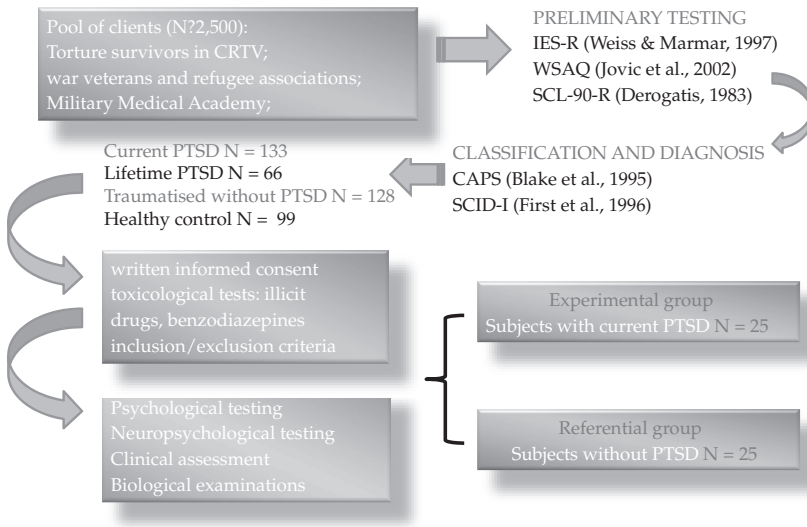 Pool of clients (N?2,500):
Torture survivors in CRTV;
war veterans and refugee associations;
Military Medical Academy;
PRELIMINARY TESTING
IES-R (Weiss & Marmar, 1997)
WSAQ (Jovic et al., 2002)
SCL-90-R (Derogatis, 1983)
CLASSIFICATION AND DIAGNOSIS
CAPS (Blake et al., 1995)
SCID-I (First et al., 1996)
Current PTSD N = 133
Lifetime PTSD N = 66
Traumatised without PTSD N = 128
Healthy control N = 99
written informed consent
toxicological tests: illicit
drugs, benzodiazepines
inclusion/exclusion criteria
Psychological testing
Neuropsychological testing
Clinical assessment
Biological examinations
Experimental group
Subjects with current PTSD N = 25
Referential group
Subjects without PTSD N = 25